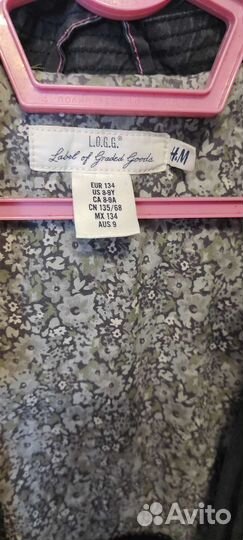 L.O.G.G.®
Label of Graded Goods
H&M
EUR 134
US 8-9Y
CA 8-9A
CN 135/68
MX 134
AUS 9
Avito